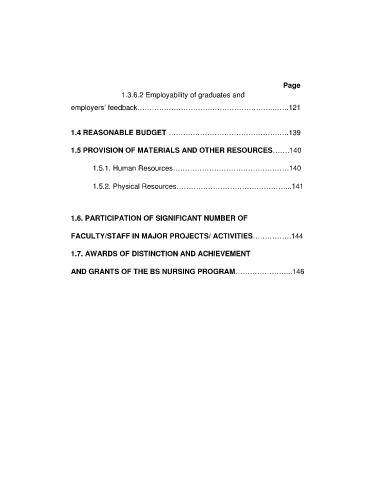 Page
1.3.6.2 Employability of graduates and
employers' feedback……………………………………………….…….121
1.4 REASONABLE BUDGET …………………………………………..139
1.5 PROVISION OF MATERIALS AND OTHER RESOURCES…….140
1.5.1. Human Resources…………………………………….….140
1.5.2. Physical Resources………………………………………..141
1.6. PARTICIPATION OF SIGNIFICANT NUMBER OF
FACULTY/STAFF IN MAJOR PROJECTS/ ACTIVITIES…………….144
1.7. AWARDS OF DISTINCTION AND ACHIEVEMENT
AND GRANTS OF THE BS NURSING PROGRAM…………………..146